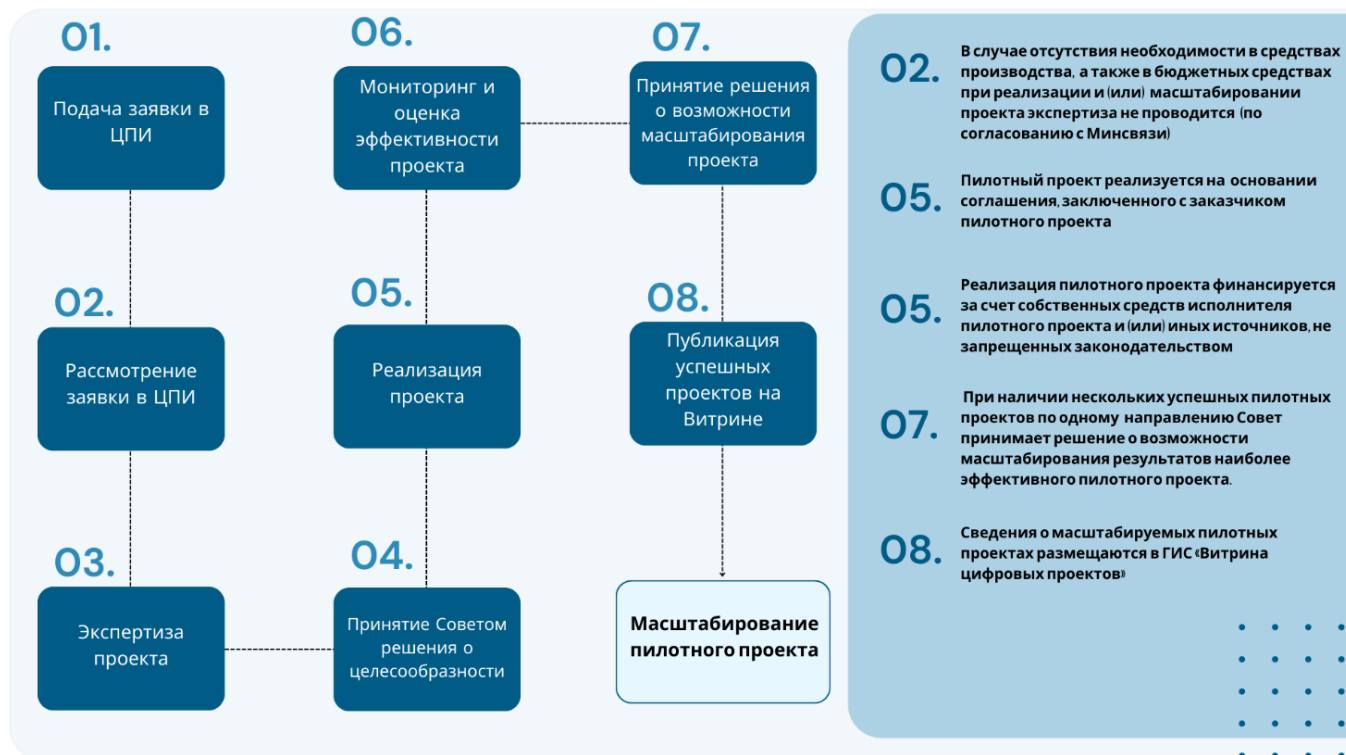 01.
Подача заявки в
ЦПИ
02.
Рассмотрение
заявки в ЦПИ
03.
Экспертиза
проекта
04.
Принятие Советом
решения о
целесообразности
05.
Реализация
проекта
06.
Мониторинг и
оценка
эффективности
проекта
07.
Принятие решения
о возможности
масштабирования
проекта
08.
Публикация
успешных
проектов на
Витрине
Масштабирование
пилотного проекта
02.
В случае отсутствия необходимости в средствах
производства, а также в бюджетных средствах
при реализации и (или) масштабировании
проекта экспертиза не проводится (по
согласованию с Минсвязи)
05.
Пилотный проект реализуется на основании
соглашения, заключенного с заказчиком
пилотного проекта
05.
Реализация пилотного проекта финансируется
за счет собственных средств исполнителя
пилотного проекта и (или) иных источников, не
запрещенных законодательством
07.
При наличии нескольких успешных пилотных
проектов по одному направлению Совет
принимает решение о возможности
масштабирования результатов наиболее
эффективного пилотного проекта.
08.
Сведения о масштабируемых пилотных
проектах размещаются в ГИС «Витрина
цифровых проектов»